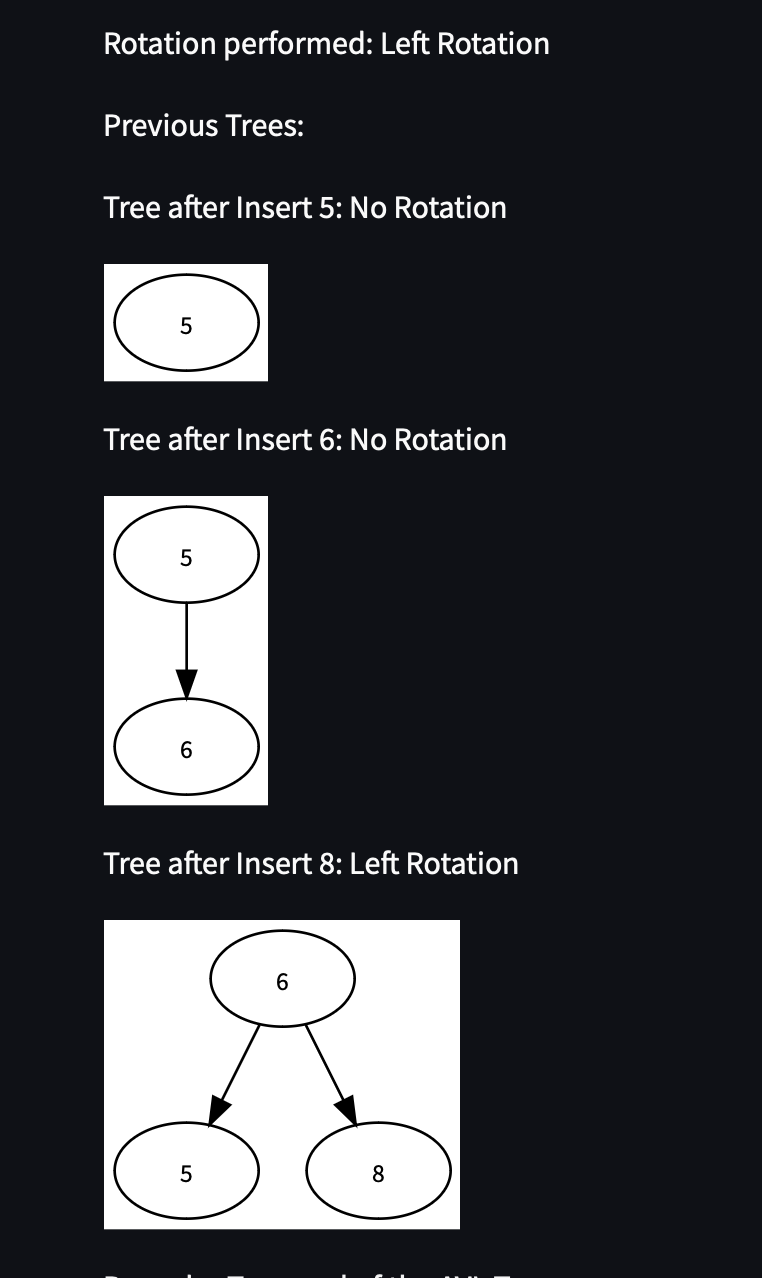 Rotation performed: Left Rotation
Previous Trees:
Tree after Insert 5: No Rotation
5
Tree after Insert 6: No Rotation
5
6
Tree after Insert 8: Left Rotation
6
5 8